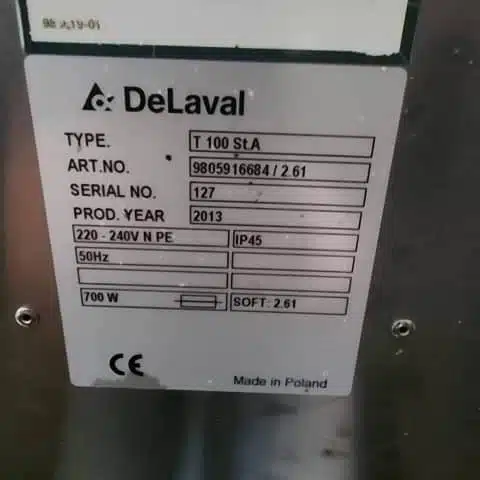 DeLaval
TYPE. T 100 St.A
ART.NO. 9805916684 / 2.61
SERIAL NO. 127
PROD. YEAR 2013
220 - 240V N PE IP45
50Hz
700 W SOFT: 2.61
CE
Made in Poland